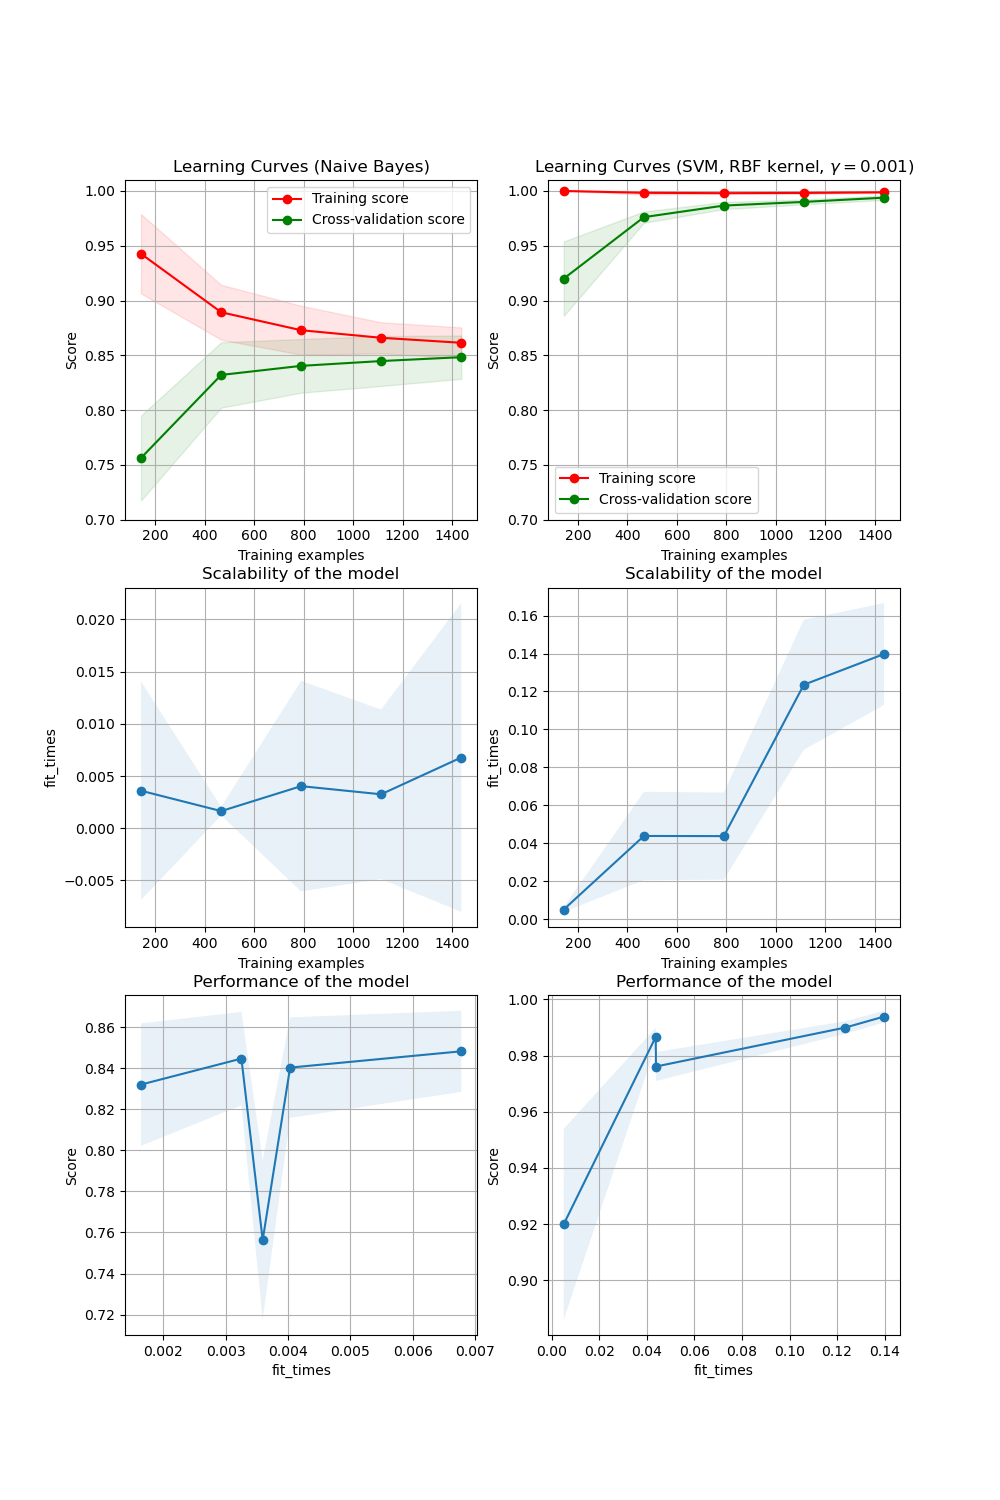 Learning Curves (Naive Bayes)
1.00
0.95
0.90
0.85
0.80
0.75
0.70
Score
Training score
Cross-validation score
200 400 600 800 1000 1200 1400
Training examples
Learning Curves (SVM, RBF kernel, γ = 0.001)
1.00
0.95
0.90
0.85
0.80
0.75
0.70
Score
Training score
Cross-validation score
200 400 600 800 1000 1200 1400
Training examples
Scalability of the model
0.020
0.015
0.010
0.005
0.000
−0.005
fit_times
200 400 600 800 1000 1200 1400
Training examples
Scalability of the model
0.16
0.14
0.12
0.10
0.08
0.06
0.04
0.02
0.00
fit_times
200 400 600 800 1000 1200 1400
Training examples
Performance of the model
0.86
0.84
0.82
0.80
0.78
0.76
0.74
0.72
Score
0.002 0.003 0.004 0.005 0.006 0.007
fit_times
Performance of the model
1.00
0.98
0.96
0.94
0.92
0.90
Score
0.00 0.02 0.04 0.06 0.08 0.10 0.12 0.14
fit_times